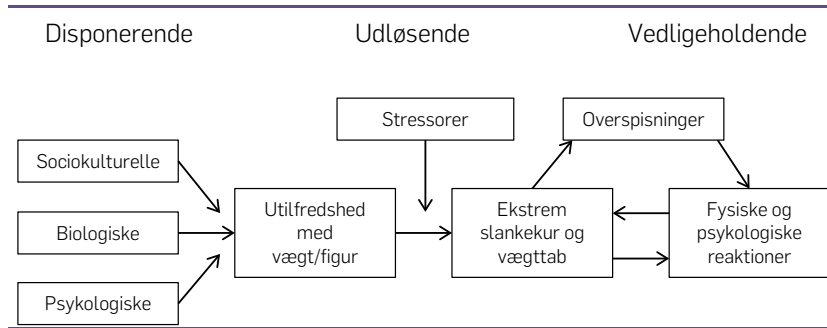 Disponerende
Udløsende
Vedligeholdende
Stressorer
Overspisninger
Sociokulturelle
Biologiske
Psykologiske
Utilfredshed
med
vægt/figur
Ekstrem
slankekur og
vægttab
Fysiske og
psykologiske
reaktioner